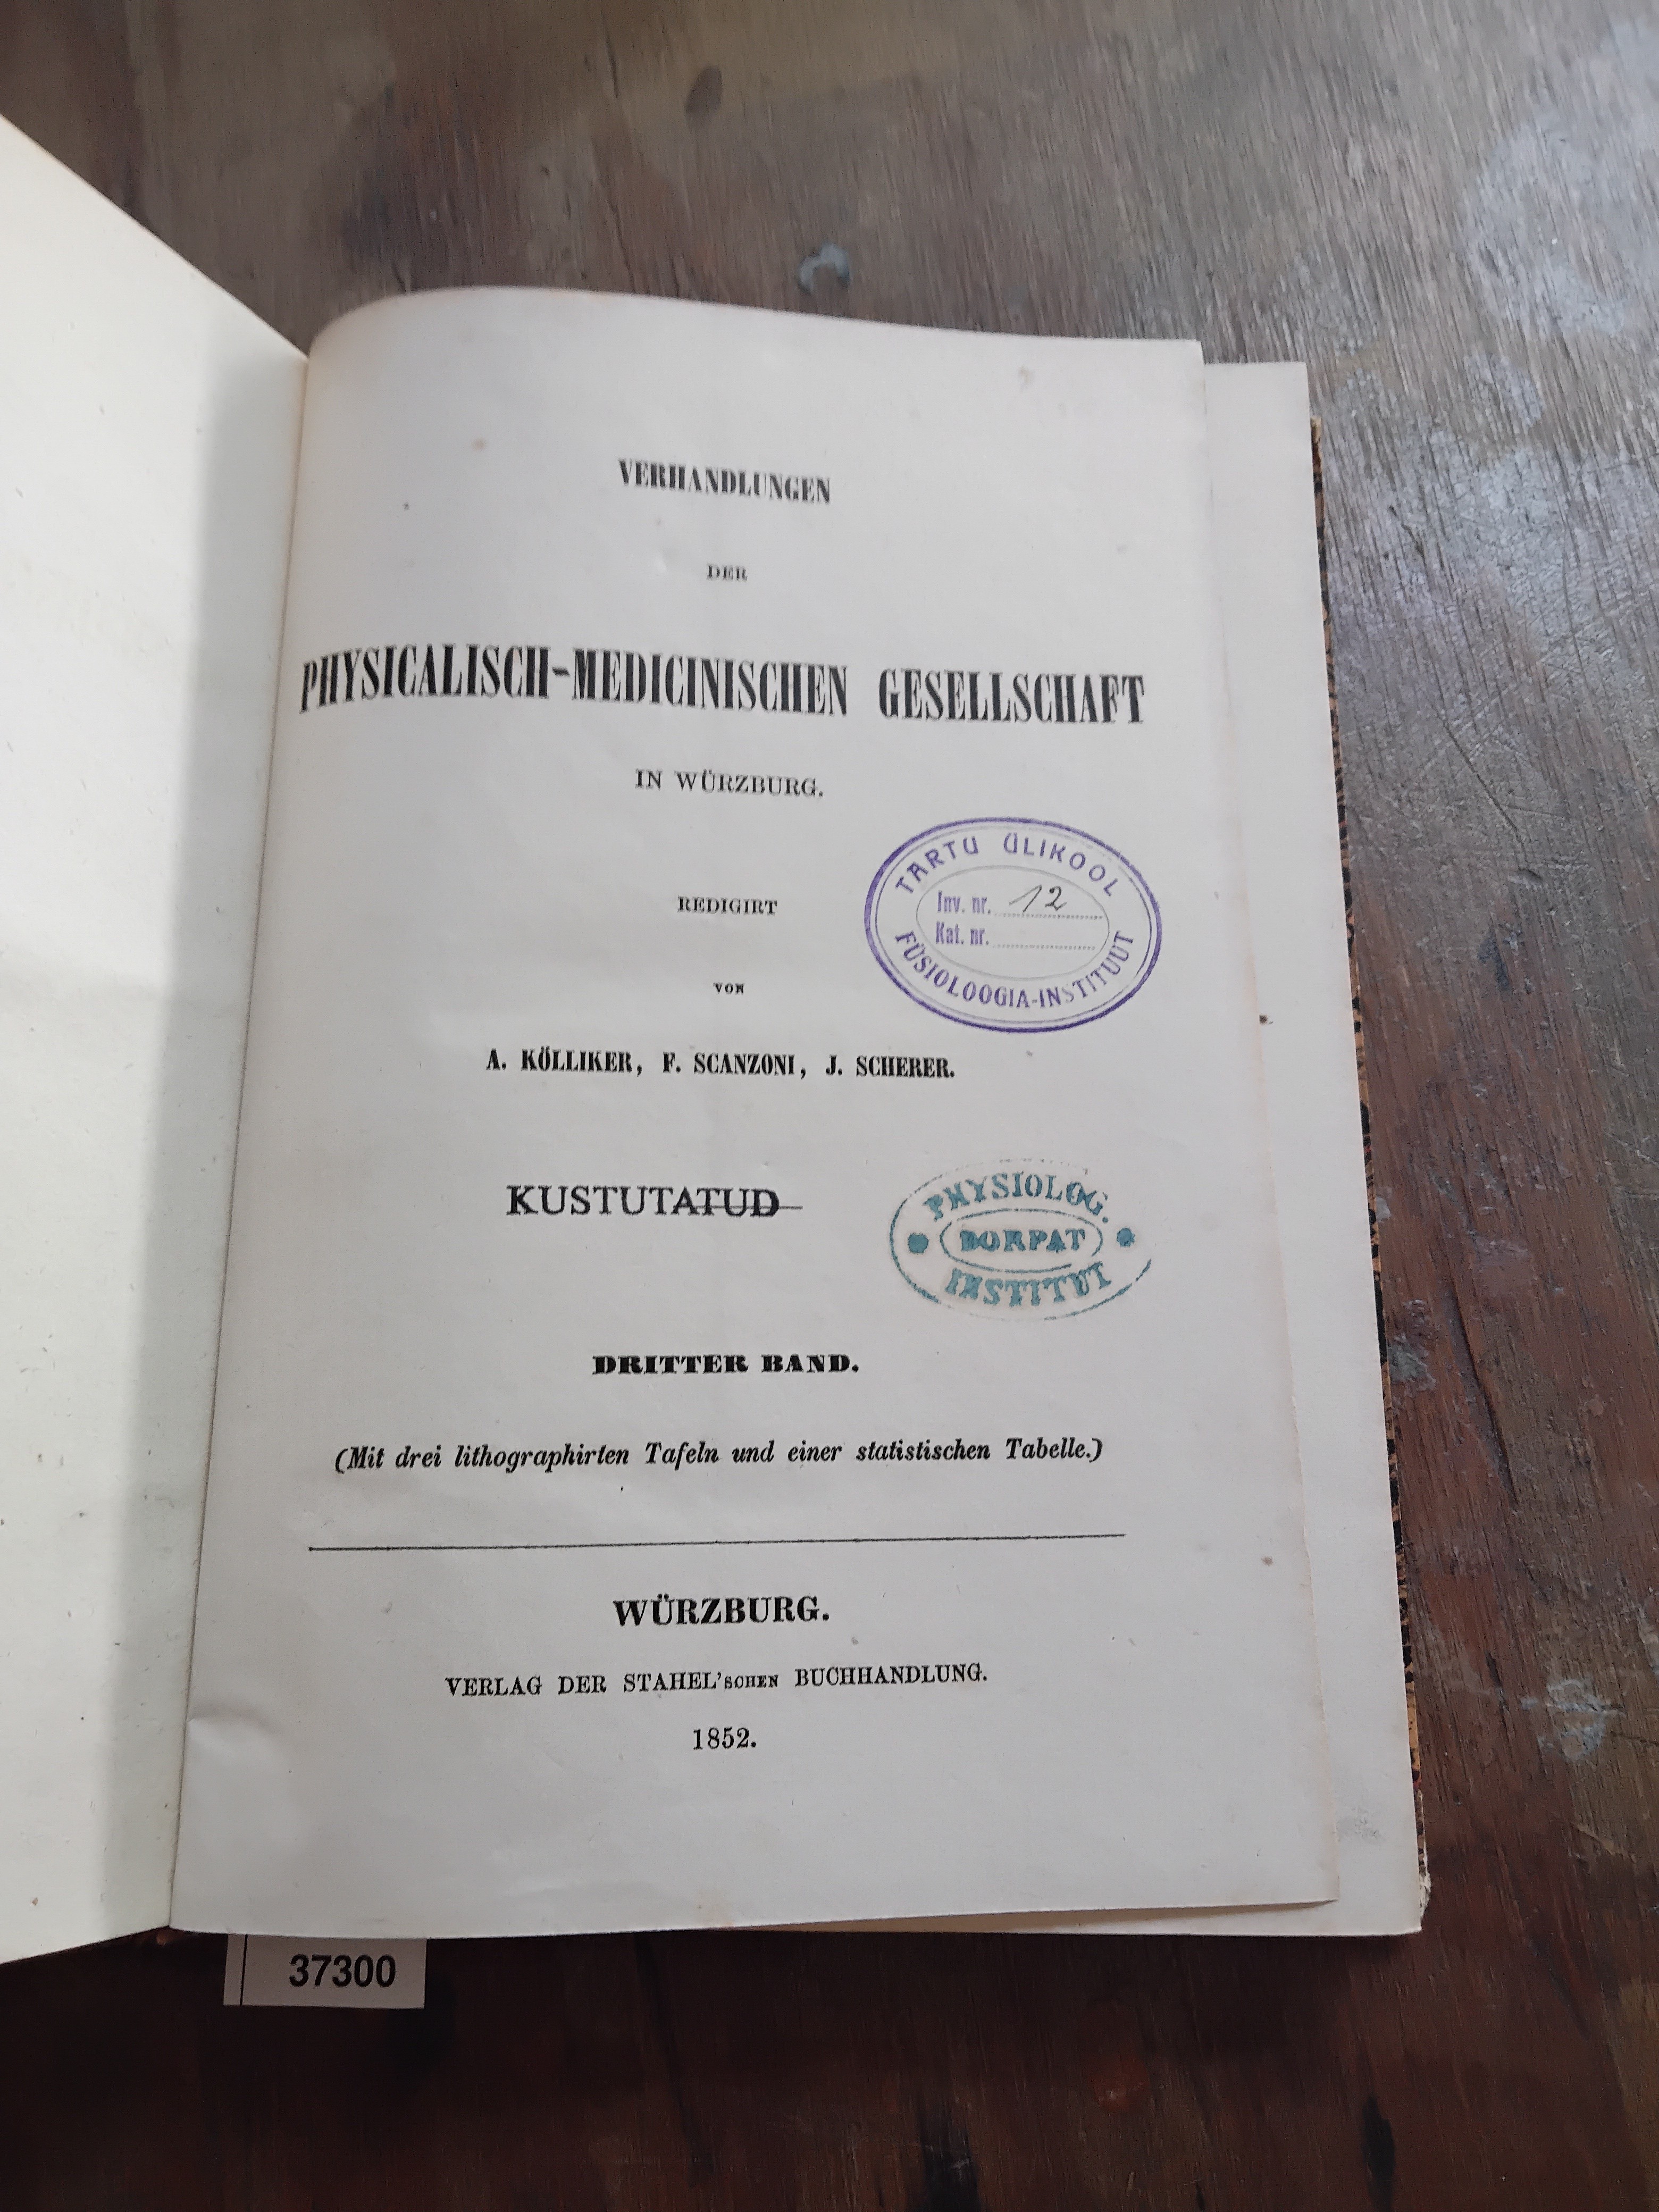 VERHANDLUNGEN
DER
PHYSICALISCH-MEDICINISCHEN GESELLSCHAFT
IN WÜRZBURG.
TARTU ÜLIKOOL
Inv. nr. 12
Kat. nr.
FÜSIOLOOGIA-INSTITUUT
REDIGIRT
VON
A. KÖLLIKER, F. SCANZONI, J. SCHERER.
KUSTUTATUD
PHYSIOLOG.
DORPAT
INSTITUT
DRITTER BAND.
(Mit drei lithographirten Tafeln und einer statistischen Tabelle.)
WÜRZBURG.
VERLAG DER STAHEL'SCHEN BUCHHANDLUNG.
1852.
37300